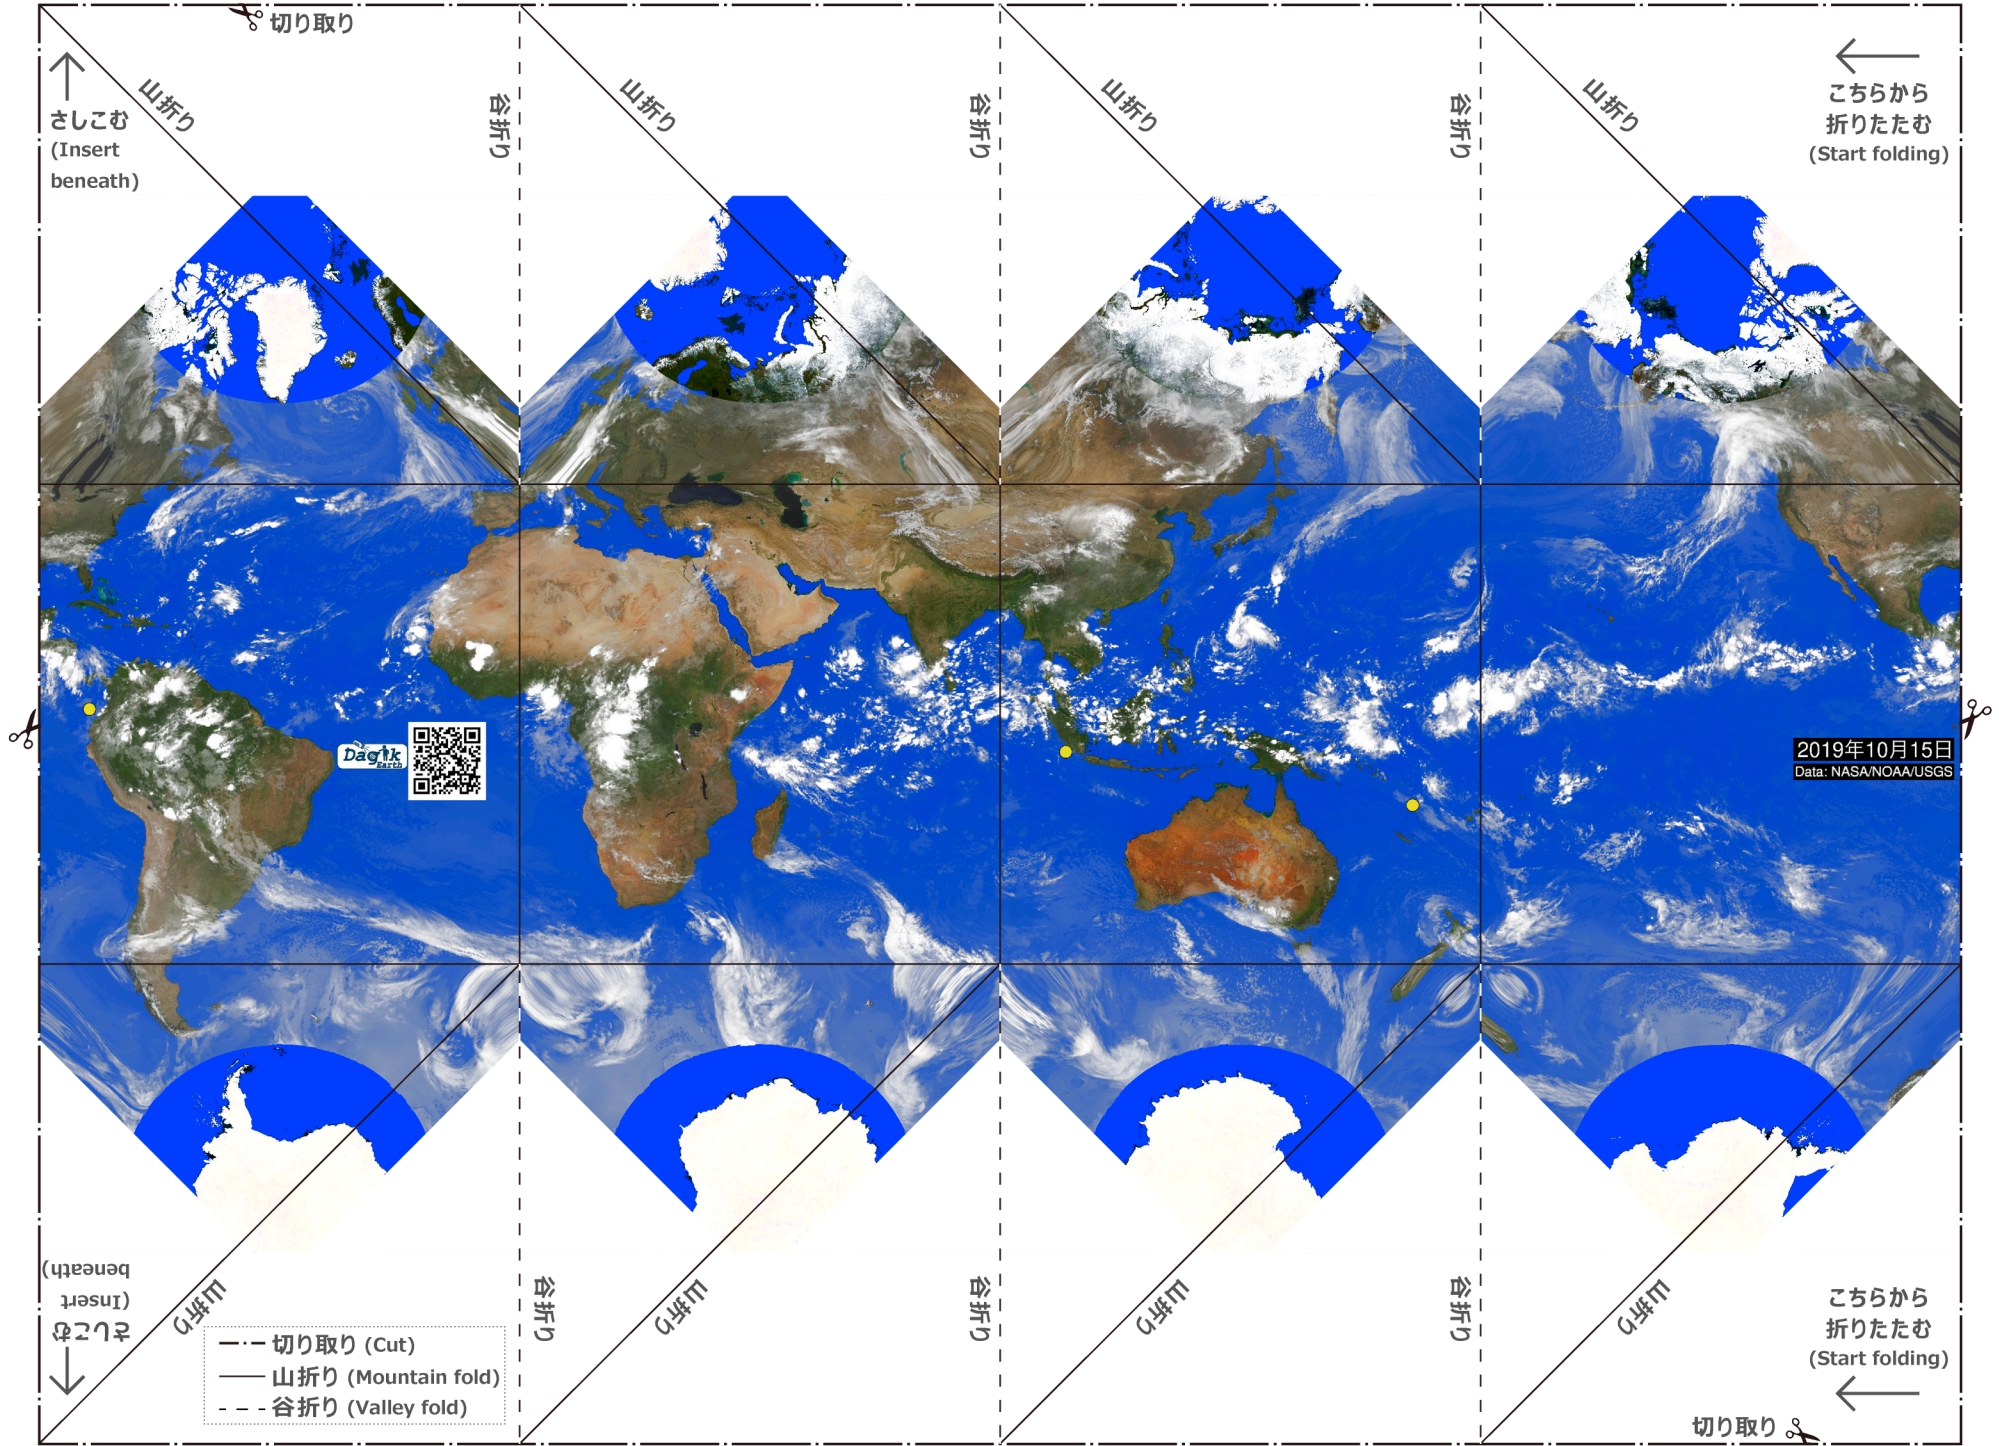 切り取り
さしこむ
(Insert
beneath)
山折り
谷折り
山折り
谷折り
山折り
谷折り
山折り
こちらから
折りたたむ
(Start folding)
Dagik
Earth
2019年10月15日
Data: NASA/NOAA/USGS
さしこむ
(Insert
beneath)
山折り
谷折り
山折り
谷折り
山折り
谷折り
山折り
こちらから
折りたたむ
(Start folding)
切り取り (Cut)
山折り (Mountain fold)
谷折り (Valley fold)
切り取り